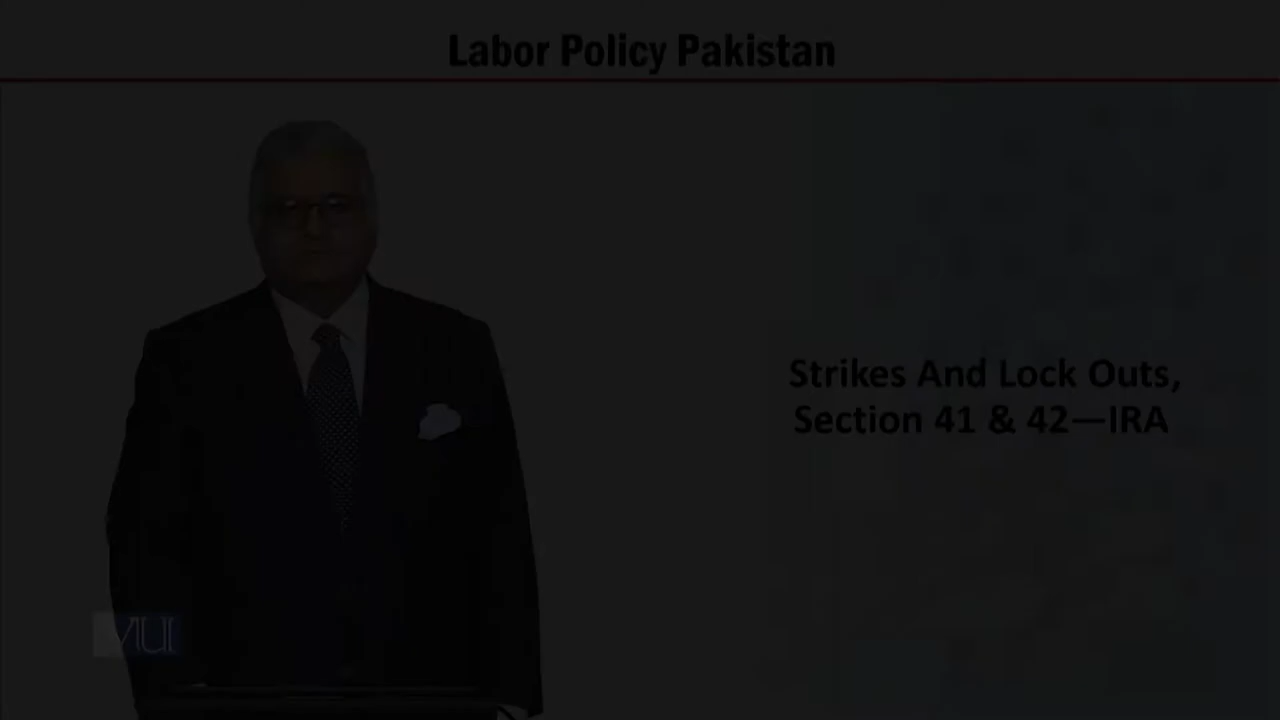 Labor Policy Pakistan
Strikes And Lock Outs,
Section 41 & 42—IRA